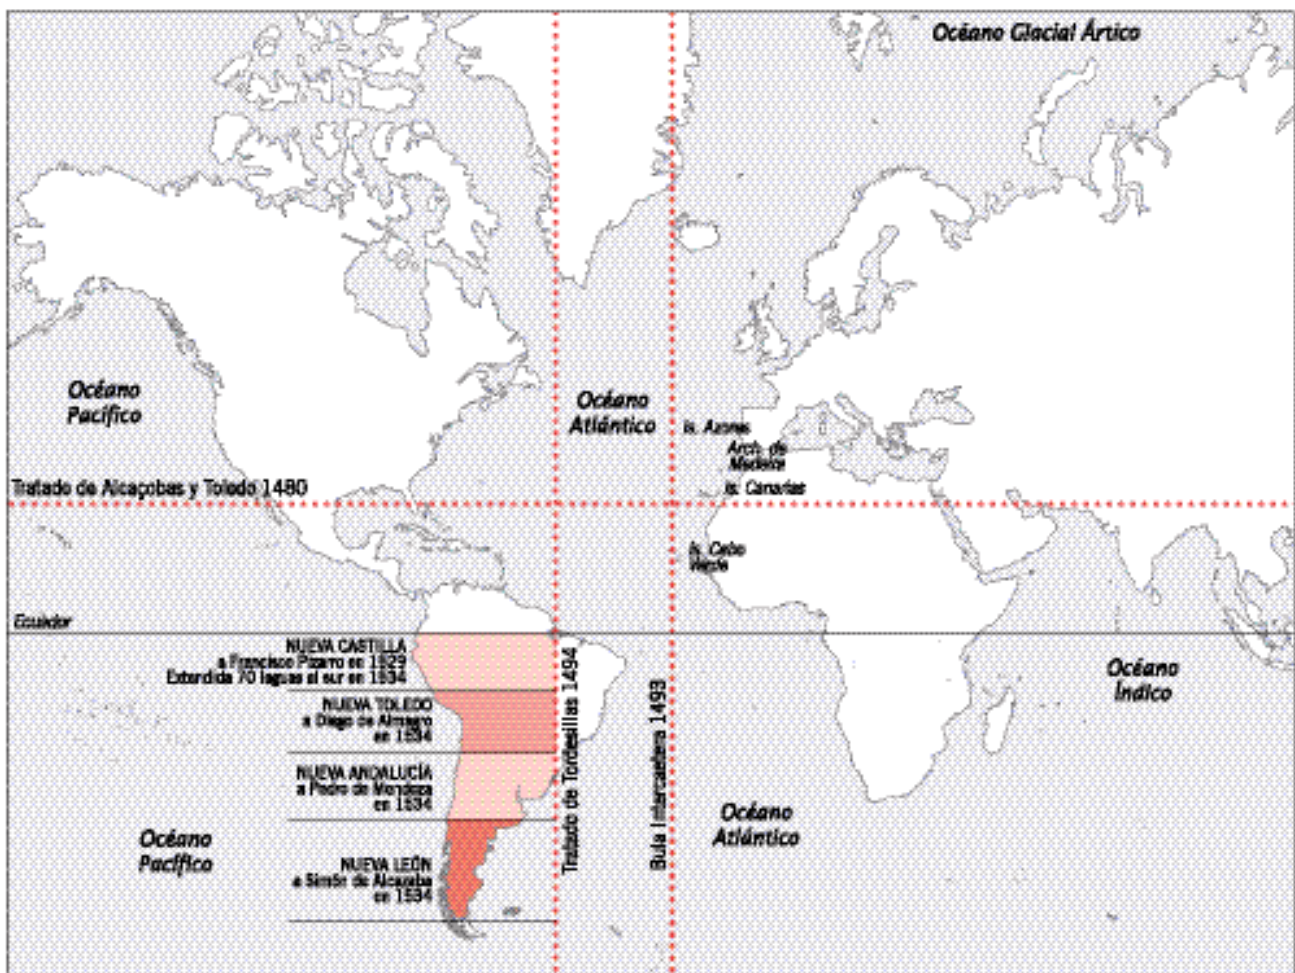 Océano Glacial Ártico
Océano
Pacífico
Océano
Atlántico
Is. Azores
Arch. de
Madeira
Is. Canarias
Tratado de Alcaçobas y Toledo 1480
Is. Cabo
Verde
Ecuador
NUEVA CASTILLA
a Francisco Pizarro en 1529
Extendida 70 leguas al sur en 1534
NUEVA TOLEDO
a Diego de Almagro
en 1534
NUEVA ANDALUCÍA
a Pedro de Mendoza
en 1534
NUEVA LEÓN
a Simón de Alcazaba
en 1534
Tratado de Tordesillas 1494
Bula Intercaetera 1493
Océano
Índico
Océano
Pacífico
Océano
Atlántico